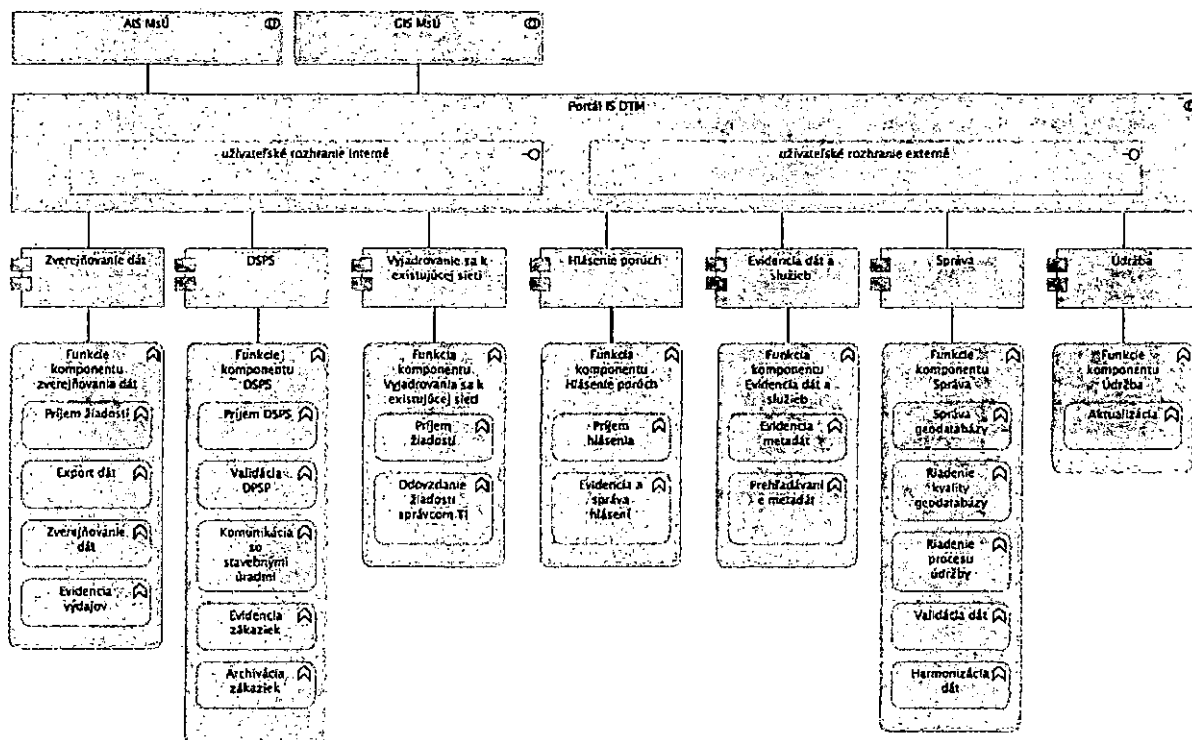 AIS MsÚ
GIS MsÚ
Portál IS DTM
užívateľské rozhranie interné
užívateľské rozhranie externé
Zverejňovanie dát
DSPS
Vyjadrovanie sa k
existujúcej sieti
Hlásenie porúch
Evidencia dát a
služieb
Správa
Údržba
Funkcie
komponentu
zverejňovania dát
Príjem žiadostí
Export dát
Zverejňovanie
dát
Evidencia
výdajov
Funkcie
komponentu
DSPS
Príjem DSPS
Validácia
DPSP
Komunikácia
so
stavebnými
úradmi
Evidencia
zákaziek
Archivácia
zákaziek
Funkcia
komponentu
Vyjadrovania sa k
existujúcej sieti
Príjem
žiadostí
Odovzdanie
žiadostí
správcom TI
Funkcia
komponentu
Hlásenie porúch
Príjem
hlásenia
Evidencia a
správa
hlásení
Funkcia
komponentu
Evidencia dát a
služieb
Evidencia
metadát
Prehľadávani
e metadát
Funkcie
komponentu
Správa
Správa
geodatabázy
Riadenie
kvality
geodatabázy
Riadenie
procesu
údržby
Validácia dát
Harmonizácia
dát
Funkcie
komponentu
Údržba
Aktualizácia